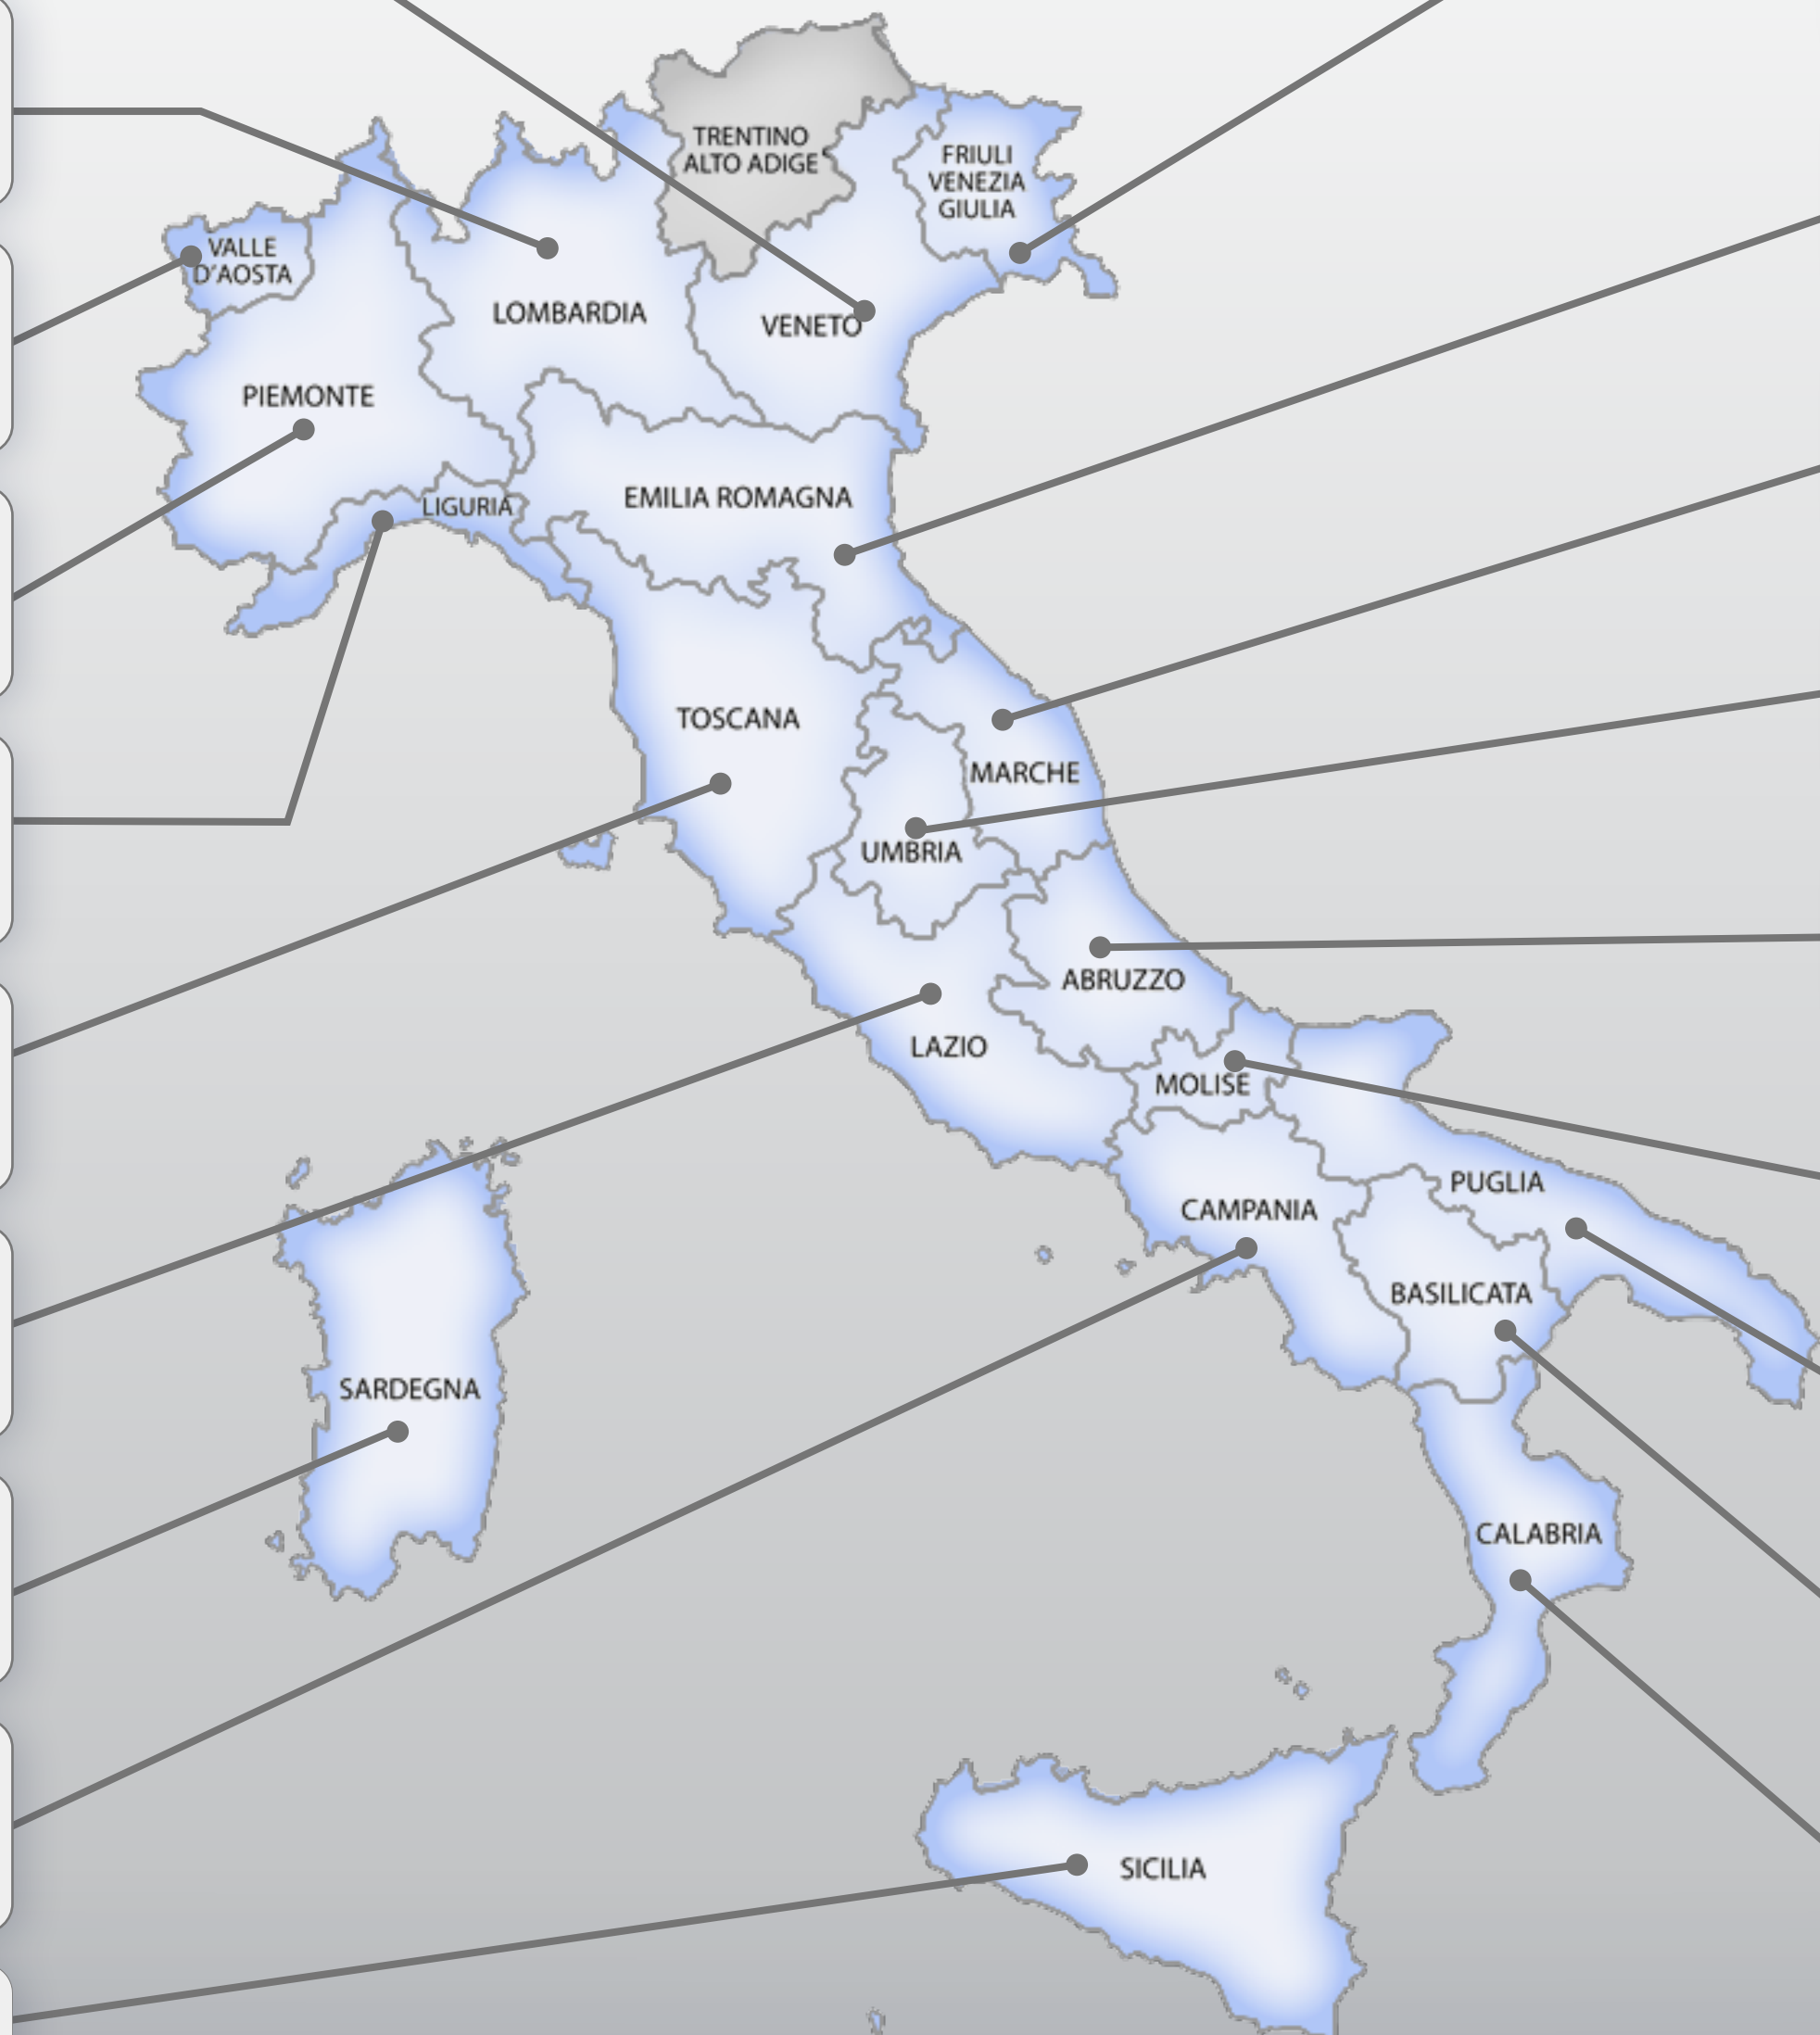 TRENTINO
ALTO ADIGE
FRIULI
VENEZIA
GIULIA
VALLE
D'AOSTA
LOMBARDIA
VENETO
PIEMONTE
LIGURIA
EMILIA ROMAGNA
TOSCANA
MARCHE
UMBRIA
ABRUZZO
LAZIO
MOLISE
PUGLIA
CAMPANIA
BASILICATA
SARDEGNA
CALABRIA
SICILIA